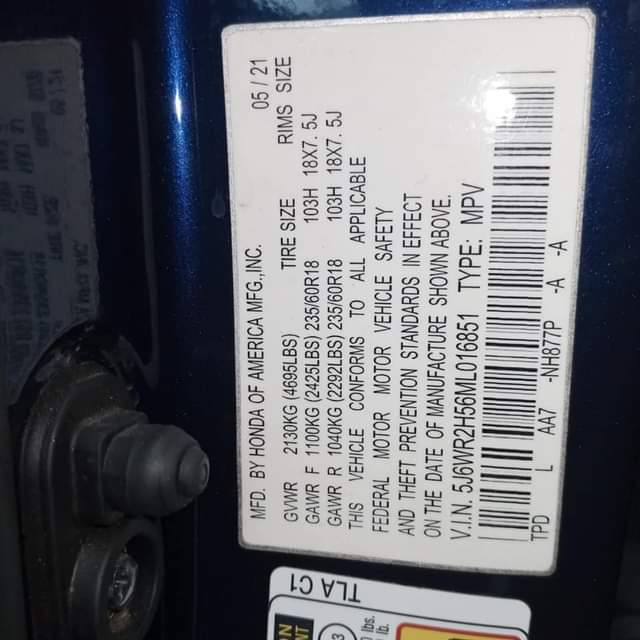 MFD. BY HONDA OF AMERICA MFG., INC. 05 / 21
GVWR 2130KG (4695LBS) TIRE SIZE RIMS SIZE
GAWR F 1100KG (2425LBS) 235/60R18 103H 18X7. 5J
GAWR R 1040KG (2292LBS) 235/60R18 103H 18X7. 5J
THIS VEHICLE CONFORMS TO ALL APPLICABLE
FEDERAL MOTOR VEHICLE SAFETY
AND THEFT PREVENTION STANDARDS IN EFFECT
ON THE DATE OF MANUFACTURE SHOWN ABOVE.
V.I.N. 5J6WR2H56ML016851 TYPE: MPV
TPD L AA7 -NH877P -A -A
TLA C1
lbs.
lb.